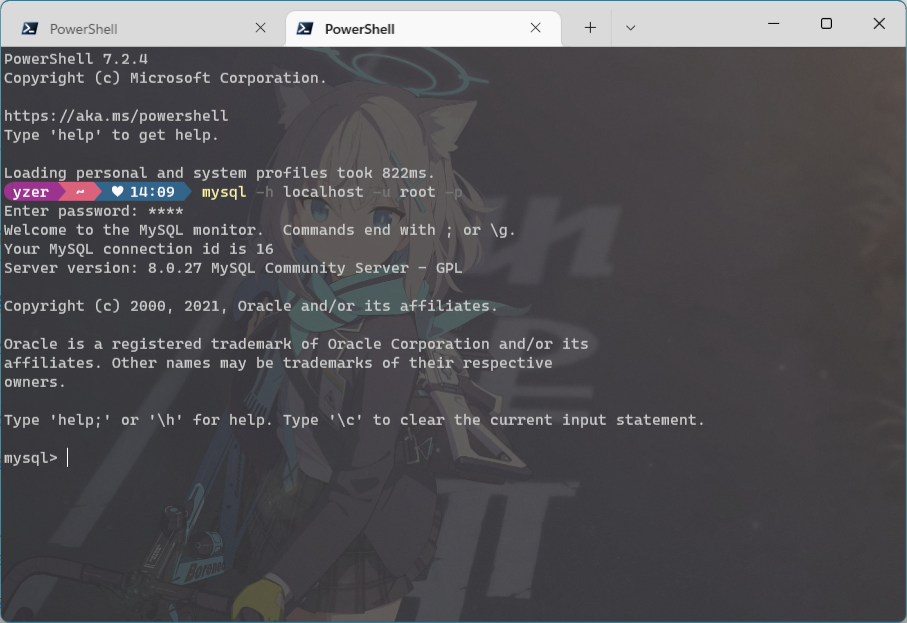 PowerShell
PowerShell
PowerShell 7.2.4
Copyright (c) Microsoft Corporation.
https://aka.ms/powershell
Type 'help' to get help.
Loading personal and system profiles took 822ms.
yzer ~ ♥ 14:09 mysql -h localhost -u root -p
Enter password: ****
Welcome to the MySQL monitor.  Commands end with ; or \g.
Your MySQL connection id is 16
Server version: 8.0.27 MySQL Community Server - GPL
Copyright (c) 2000, 2021, Oracle and/or its affiliates.
Oracle is a registered trademark of Oracle Corporation and/or its
affiliates. Other names may be trademarks of their respective
owners.
Type 'help;' or '\h' for help. Type '\c' to clear the current input statement.
mysql>